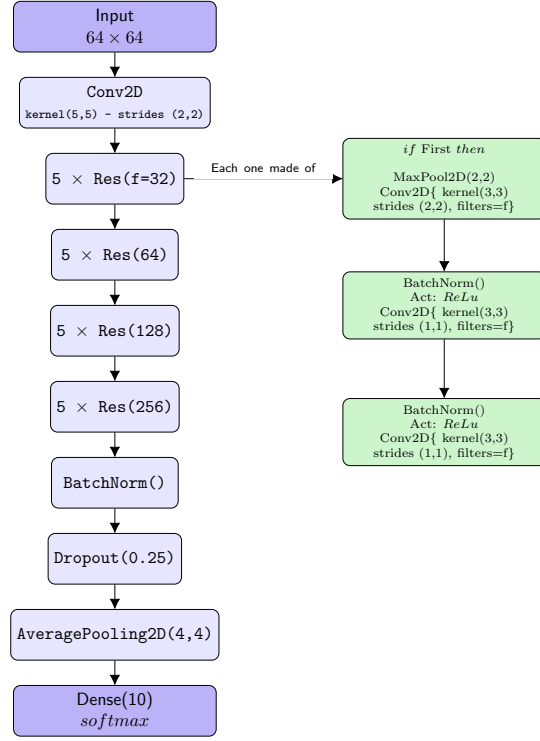 Input
64 × 64
Conv2D
kernel(5,5) - strides (2,2)
5 × Res(f=32)
Each one made of
if First then
MaxPool2D(2,2)
Conv2D{ kernel(3,3)
strides (2,2), filters=f}
5 × Res(64)
BatchNorm()
Act: ReLu
Conv2D{ kernel(3,3)
strides (1,1), filters=f}
5 × Res(128)
5 × Res(256)
BatchNorm()
Act: ReLu
Conv2D{ kernel(3,3)
strides (1,1), filters=f}
BatchNorm()
Dropout(0.25)
AveragePooling2D(4,4)
Dense(10)
softmax